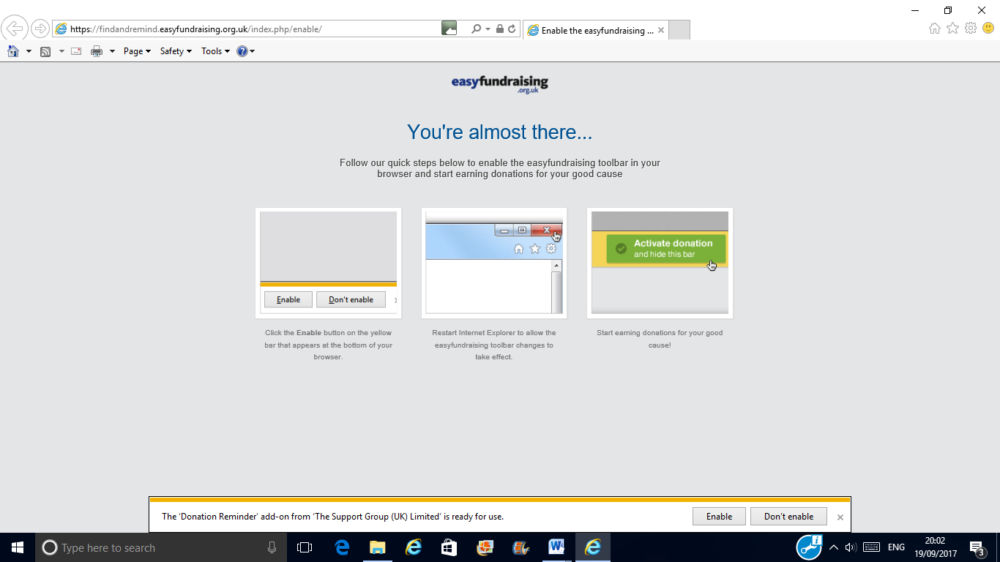 https://findandremind.easyfundraising.org.uk/index.php/enable/
Enable the easyfundraising ...
Page
Safety
Tools
easyfundraising
.org.uk
You're almost there...
Follow our quick steps below to enable the easyfundraising toolbar in your
browser and start earning donations for your good cause
Enable
Don't enable
Activate donation
and hide this bar
Click the Enable button on the yellow
bar that appears at the bottom of your
browser.
Restart Internet Explorer to allow the
easyfundraising toolbar changes to
take effect.
Start earning donations for your good
cause!
The 'Donation Reminder' add-on from 'The Support Group (UK) Limited' is ready for use.
Enable
Don't enable
Type here to search
ENG
20:02
19/09/2017
3